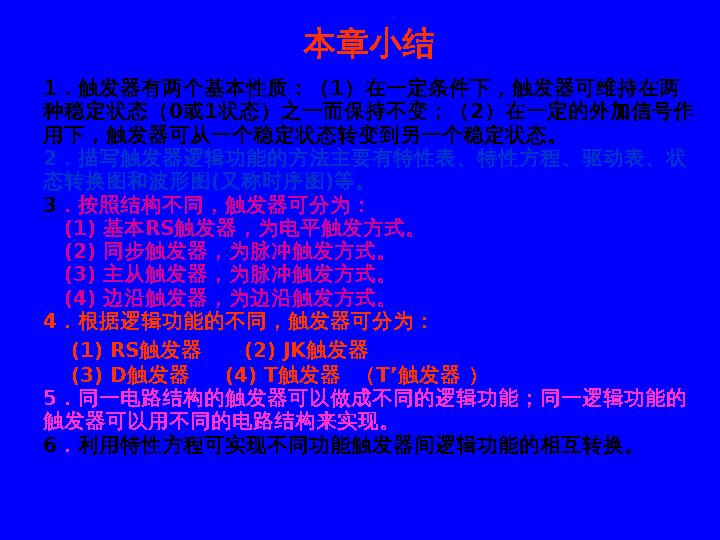 本章小结
1．触发器有两个基本性质：（1）在一定条件下，触发器可维持在两
种稳定状态（0或1状态）之一而保持不变；（2）在一定的外加信号作
用下，触发器可从一个稳定状态转变到另一个稳定状态。
2．描写触发器逻辑功能的方法主要有特性表、特性方程、驱动表、状
态转换图和波形图(又称时序图)等。
3．按照结构不同，触发器可分为：
(1) 基本RS触发器，为电平触发方式。
(2) 同步触发器，为脉冲触发方式。
(3) 主从触发器，为脉冲触发方式。
(4) 边沿触发器，为边沿触发方式。
4．根据逻辑功能的不同，触发器可分为：
(1) RS触发器 (2) JK触发器
(3) D触发器 (4) T触发器 （T’触发器 ）
5．同一电路结构的触发器可以做成不同的逻辑功能；同一逻辑功能的
触发器可以用不同的电路结构来实现。
6．利用特性方程可实现不同功能触发器间逻辑功能的相互转换。